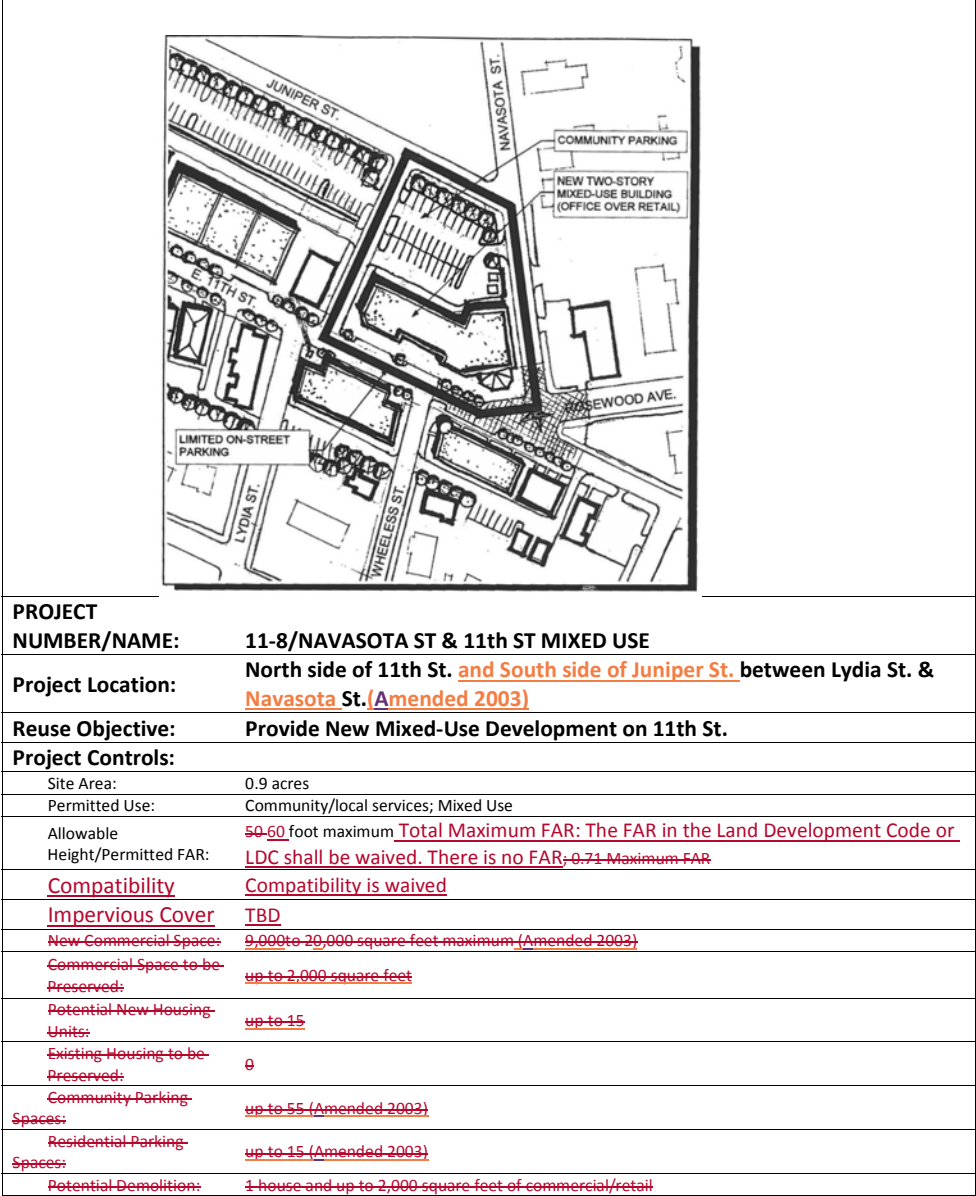 JUNIPER ST.
NAVASOTA ST.
COMMUNITY PARKING
NEW TWO-STORY
MIXED-USE BUILDING
(OFFICE OVER RETAIL)
E. 11TH ST.
ROSEWOOD AVE.
LIMITED ON-STREET
PARKING
LYDIA ST.
WHEELESS ST.
PROJECT
NUMBER/NAME: 11-8/NAVASOTA ST & 11th ST MIXED USE
Project Location: North side of 11th St. and South side of Juniper St. between Lydia St. &
Navasota St.(Amended 2003)
Reuse Objective: Provide New Mixed-Use Development on 11th St.
Project Controls:
Site Area: 0.9 acres
Permitted Use: Community/local services; Mixed Use
Allowable
Height/Permitted FAR:
50 60 foot maximum Total Maximum FAR: The FAR in the Land Development Code or
LDC shall be waived. There is no FAR; 0.71 Maximum FAR
Compatibility Compatibility is waived
Impervious Cover TBD
New Commercial Space: 9,000to 20,000 square feet maximum (Amended 2003)
Commercial Space to be
Preserved:
up to 2,000 square feet
Potential New Housing
Units:
up to 15
Existing Housing to be
Preserved:
0
Community Parking
Spaces:
up to 55 (Amended 2003)
Residential Parking
Spaces:
up to 15 (Amended 2003)
Potential Demolition: 1 house and up to 2,000 square feet of commercial/retail